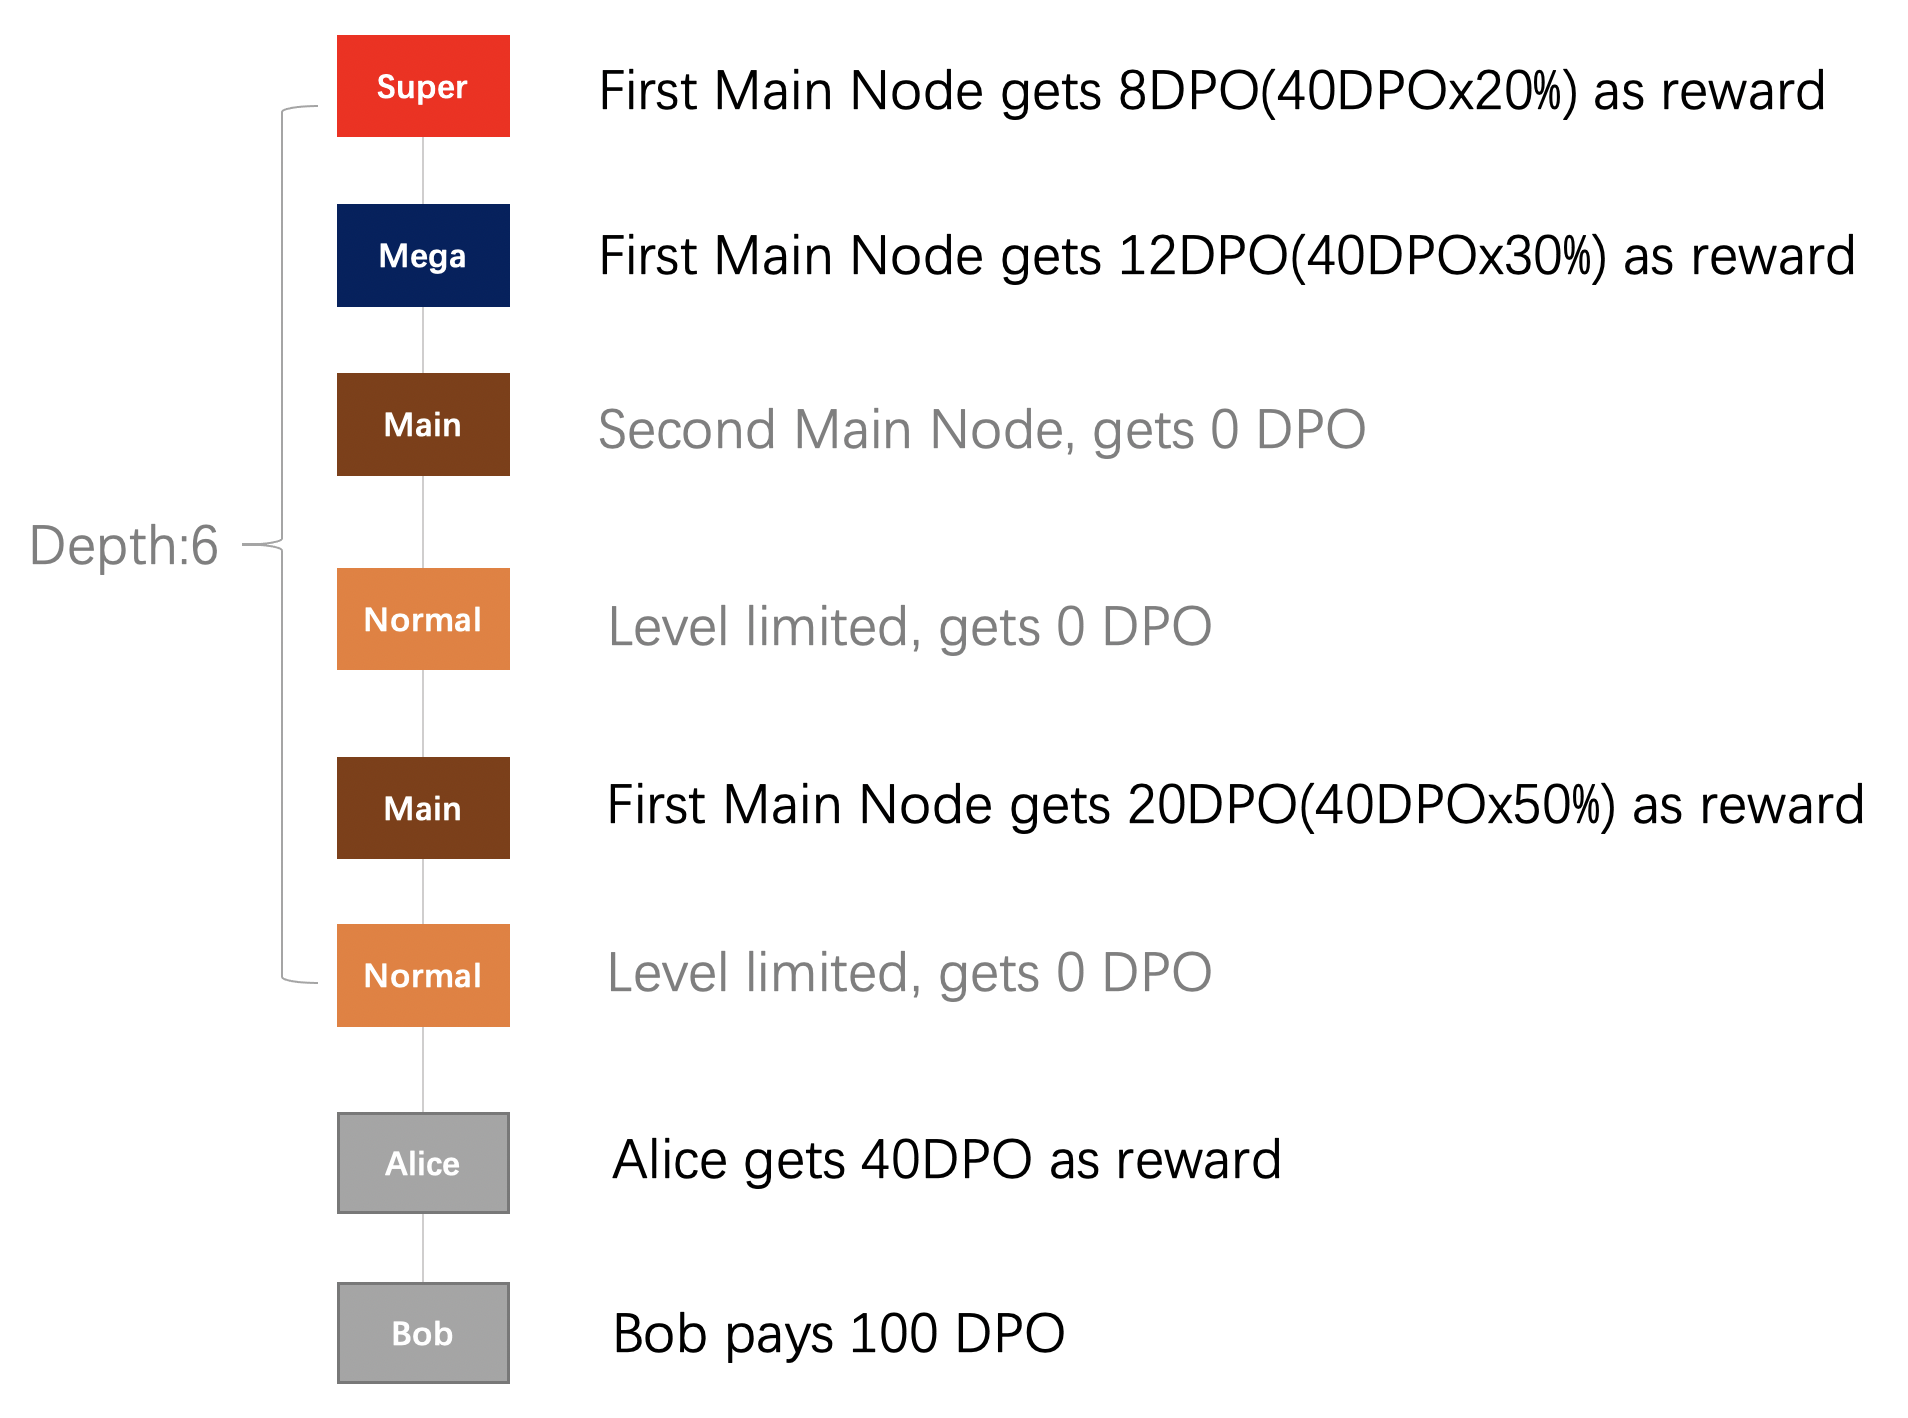 Super
First Main Node gets 8DPO(40DPOx20%) as reward
Mega
First Main Node gets 12DPO(40DPOx30%) as reward
Main
Second Main Node, gets 0 DPO
Depth:6
Normal
Level limited, gets 0 DPO
Main
First Main Node gets 20DPO(40DPOx50%) as reward
Normal
Level limited, gets 0 DPO
Alice
Alice gets 40DPO as reward
Bob
Bob pays 100 DPO